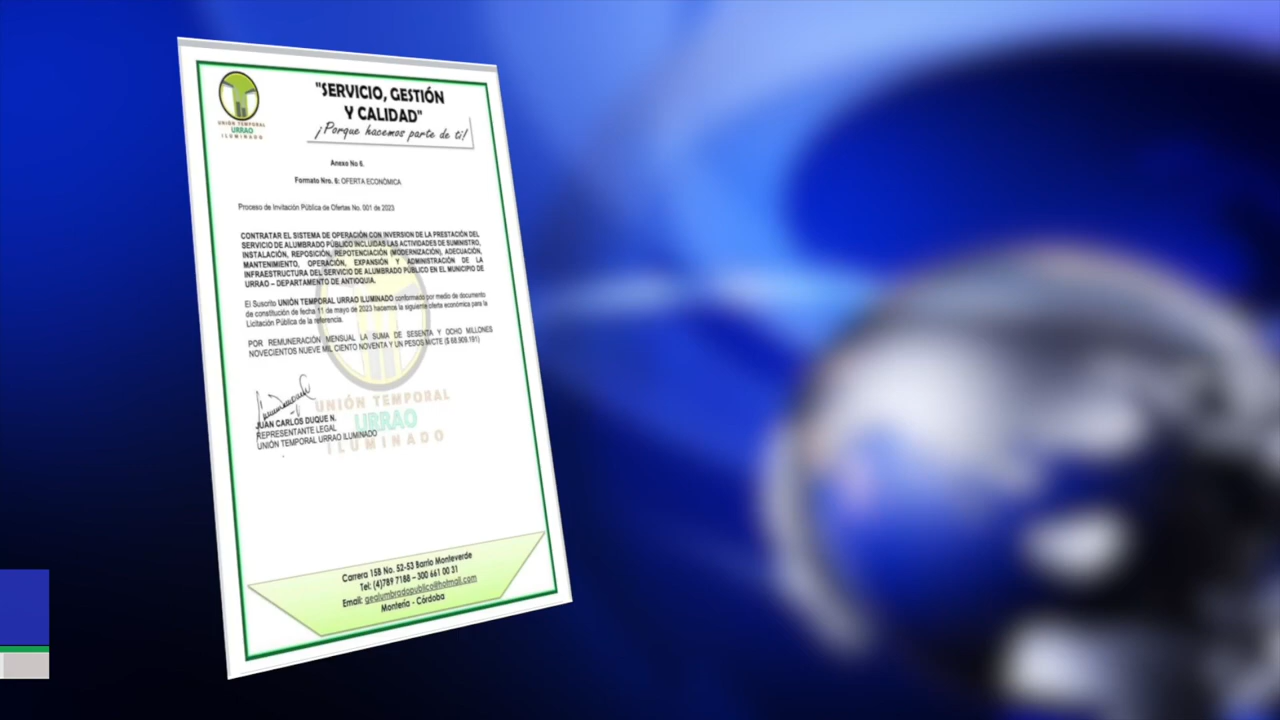 UNIÓN TEMPORAL
URRAO
ILUMINADO
"SERVICIO, GESTIÓN
Y CALIDAD"
¡Porque hacemos parte de ti!
Anexo No 6.
Formato Nro. 6: OFERTA ECONÓMICA
Proceso de Invitación Pública de Ofertas No. 001 de 2023
CONTRATAR EL SISTEMA DE OPERACIÓN CON INVERSION DE LA PRESTACIÓN DEL
SERVICIO DE ALUMBRADO PÚBLICO INCLUIDAS LAS ACTIVIDADES DE SUMINISTRO,
INSTALACIÓN, REPOSICIÓN, REPOTENCIACIÓN (MODERNIZACIÓN), ADECUACIÓN,
MANTENIMIENTO, OPERACIÓN, EXPANSIÓN Y ADMINISTRACIÓN DE LA
INFRAESTRUCTURA DEL SERVICIO DE ALUMBRADO PÚBLICO EN EL MUNICIPIO DE
URRAO – DEPARTAMENTO DE ANTIOQUIA.
El Suscrito UNIÓN TEMPORAL URRAO ILUMINADO conformado por medio de documento
de constitución de fecha 11 de mayo de 2023 hacemos la siguiente oferta económica para la
Licitación Pública de la referencia.
POR REMUNERACIÓN MENSUAL LA SUMA DE SESENTA Y OCHO MILLONES
NOVECIENTOS NUEVE MIL CIENTO NOVENTA Y UN PESOS M/CTE ($ 68.909.191)
JUAN CARLOS DUQUE N.
REPRESENTANTE LEGAL
UNIÓN TEMPORAL URRAO ILUMINADO
UNIÓN TEMPORAL
URRAO
ILUMINADO
Carrera 15B No. 52-53 Barrio Monteverde
Tel: (4)789 7188 – 300 661 00 31
Email: gealumbradopublico@hotmail.com
Montería - Córdoba